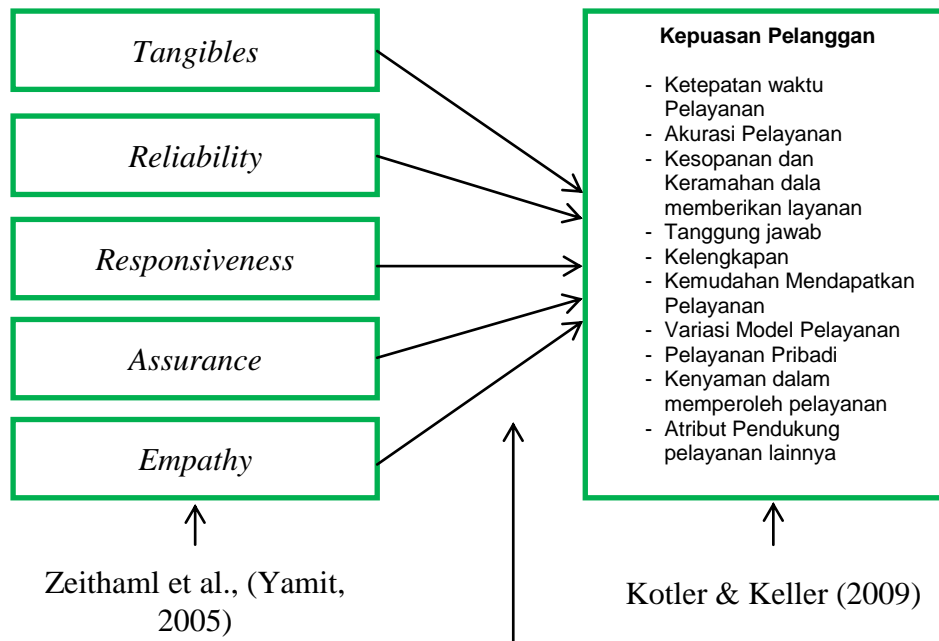 Tangibles
Reliability
Responsiveness
Assurance
Empathy
Zeithaml et al., (Yamit,
2005)
Kepuasan Pelanggan
- Ketepatan waktu
Pelayanan
- Akurasi Pelayanan
- Kesopanan dan
Keramahan dala
memberikan layanan
- Tanggung jawab
- Kelengkapan
- Kemudahan Mendapatkan
Pelayanan
- Variasi Model Pelayanan
- Pelayanan Pribadi
- Kenyaman dalam
memperoleh pelayanan
- Atribut Pendukung
pelayanan lainnya
Kotler & Keller (2009)